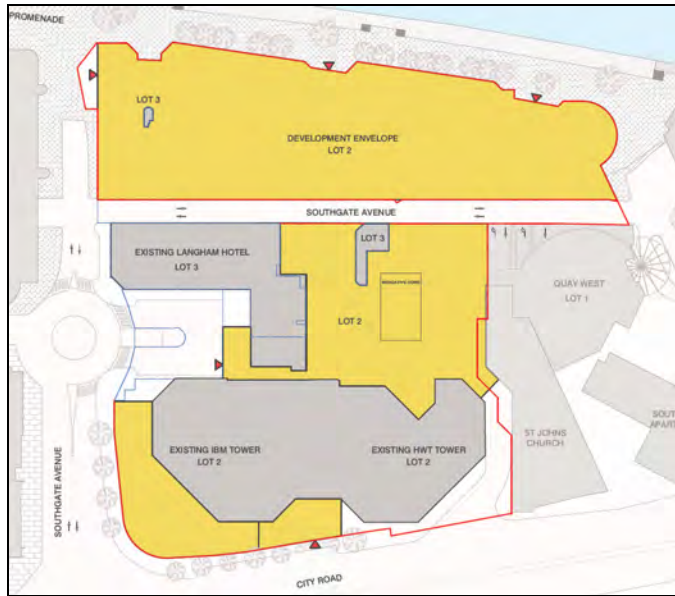 PROMENADE
LOT 3
DEVELOPMENT ENVELOPE
LOT 2
SOUTHGATE AVENUE
EXISTING LANGHAM HOTEL
LOT 3
LOT 3
LOT 2
QUAY WEST
LOT 1
EXISTING IBM TOWER
LOT 2
EXISTING HWT TOWER
LOT 2
ST JOHNS
CHURCH
SOUT
APART
SOUTHGATE AVENUE
CITY ROAD